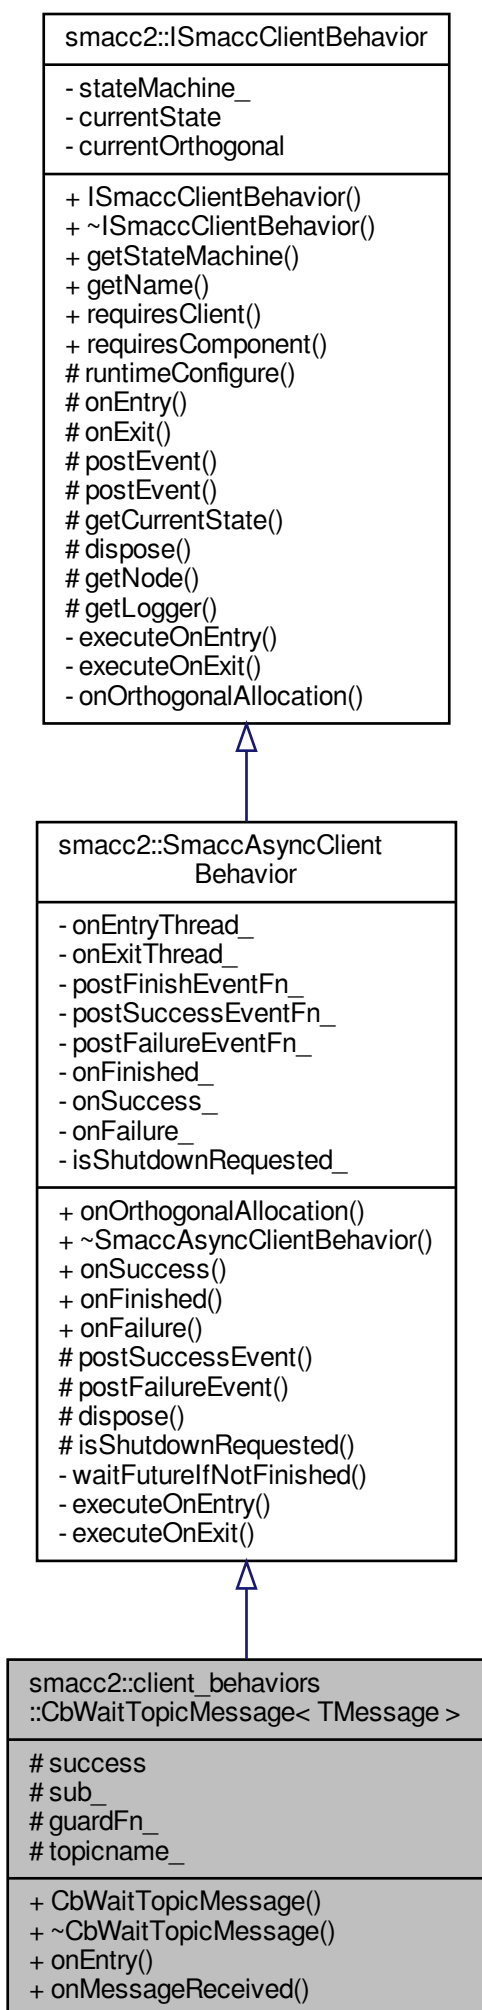 smacc2::ISmaccClientBehavior
- stateMachine_
- currentState
- currentOrthogonal
+ ISmaccClientBehavior()
+ ~ISmaccClientBehavior()
+ getStateMachine()
+ getName()
+ requiresClient()
+ requiresComponent()
# runtimeConfigure()
# onEntry()
# onExit()
# postEvent()
# postEvent()
# getCurrentState()
# dispose()
# getNode()
# getLogger()
- executeOnEntry()
- executeOnExit()
- onOrthogonalAllocation()
smacc2::SmaccAsyncClient
Behavior
- onEntryThread_
- onExitThread_
- postFinishEventFn_
- postSuccessEventFn_
- postFailureEventFn_
- onFinished_
- onSuccess_
- onFailure_
- isShutdownRequested_
+ onOrthogonalAllocation()
+ ~SmaccAsyncClientBehavior()
+ onSuccess()
+ onFinished()
+ onFailure()
# postSuccessEvent()
# postFailureEvent()
# dispose()
# isShutdownRequested()
- waitFutureIfNotFinished()
- executeOnEntry()
- executeOnExit()
smacc2::client_behaviors
::CbWaitTopicMessage< TMessage >
# success
# sub_
# guardFn_
# topicname_
+ CbWaitTopicMessage()
+ ~CbWaitTopicMessage()
+ onEntry()
+ onMessageReceived()